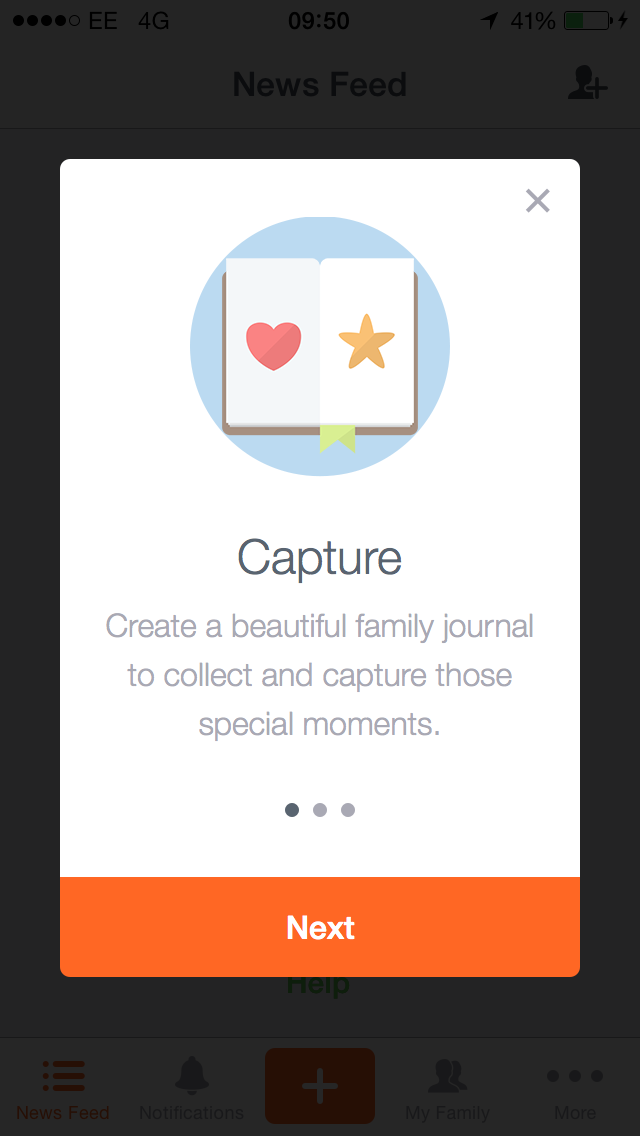 EE 4G 09:50 41%
News Feed
Capture
Create a beautiful family journal
to collect and capture those
special moments.
Next
Help
News Feed Notifications My Family More